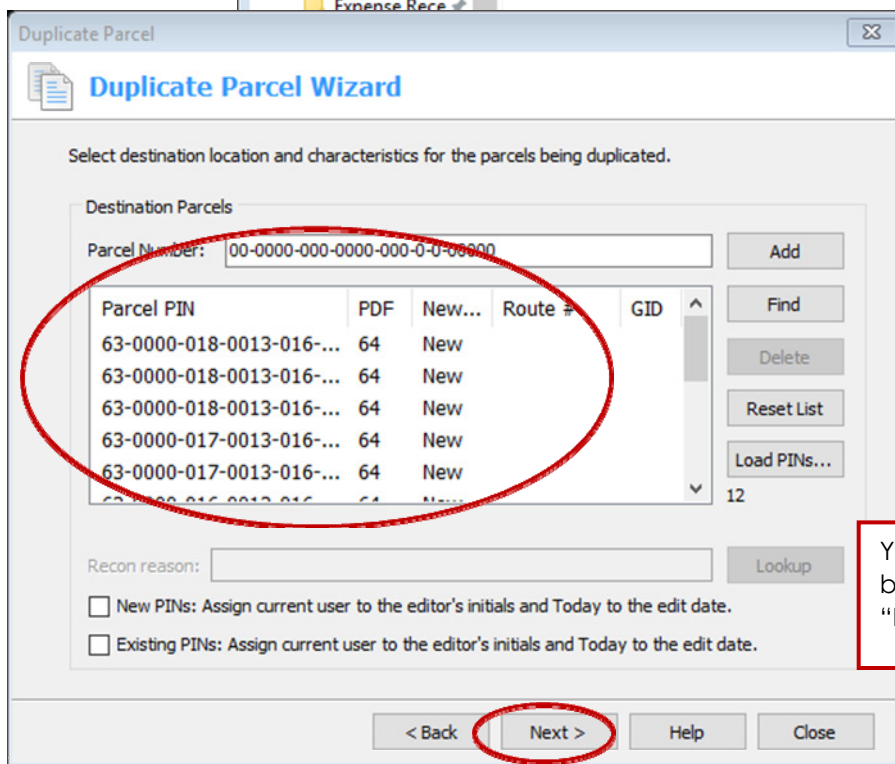 Expense Rece
Duplicate Parcel
Duplicate Parcel Wizard
Select destination location and characteristics for the parcels being duplicated.
Destination Parcels
Parcel Number: 00-0000-000-0000-000-0-0-00000 Add
Parcel PIN PDF New... Route # GID Find
63-0000-018-0013-016-... 64 New
63-0000-018-0013-016-... 64 New Delete
63-0000-018-0013-016-... 64 New Reset List
63-0000-017-0013-016-... 64 New
63-0000-017-0013-016-... 64 New Load PINs...
12
Recon reason: Lookup
New PINs: Assign current user to the editor's initials and Today to the edit date.
Existing PINs: Assign current user to the editor's initials and Today to the edit date.
< Back Next > Help Close